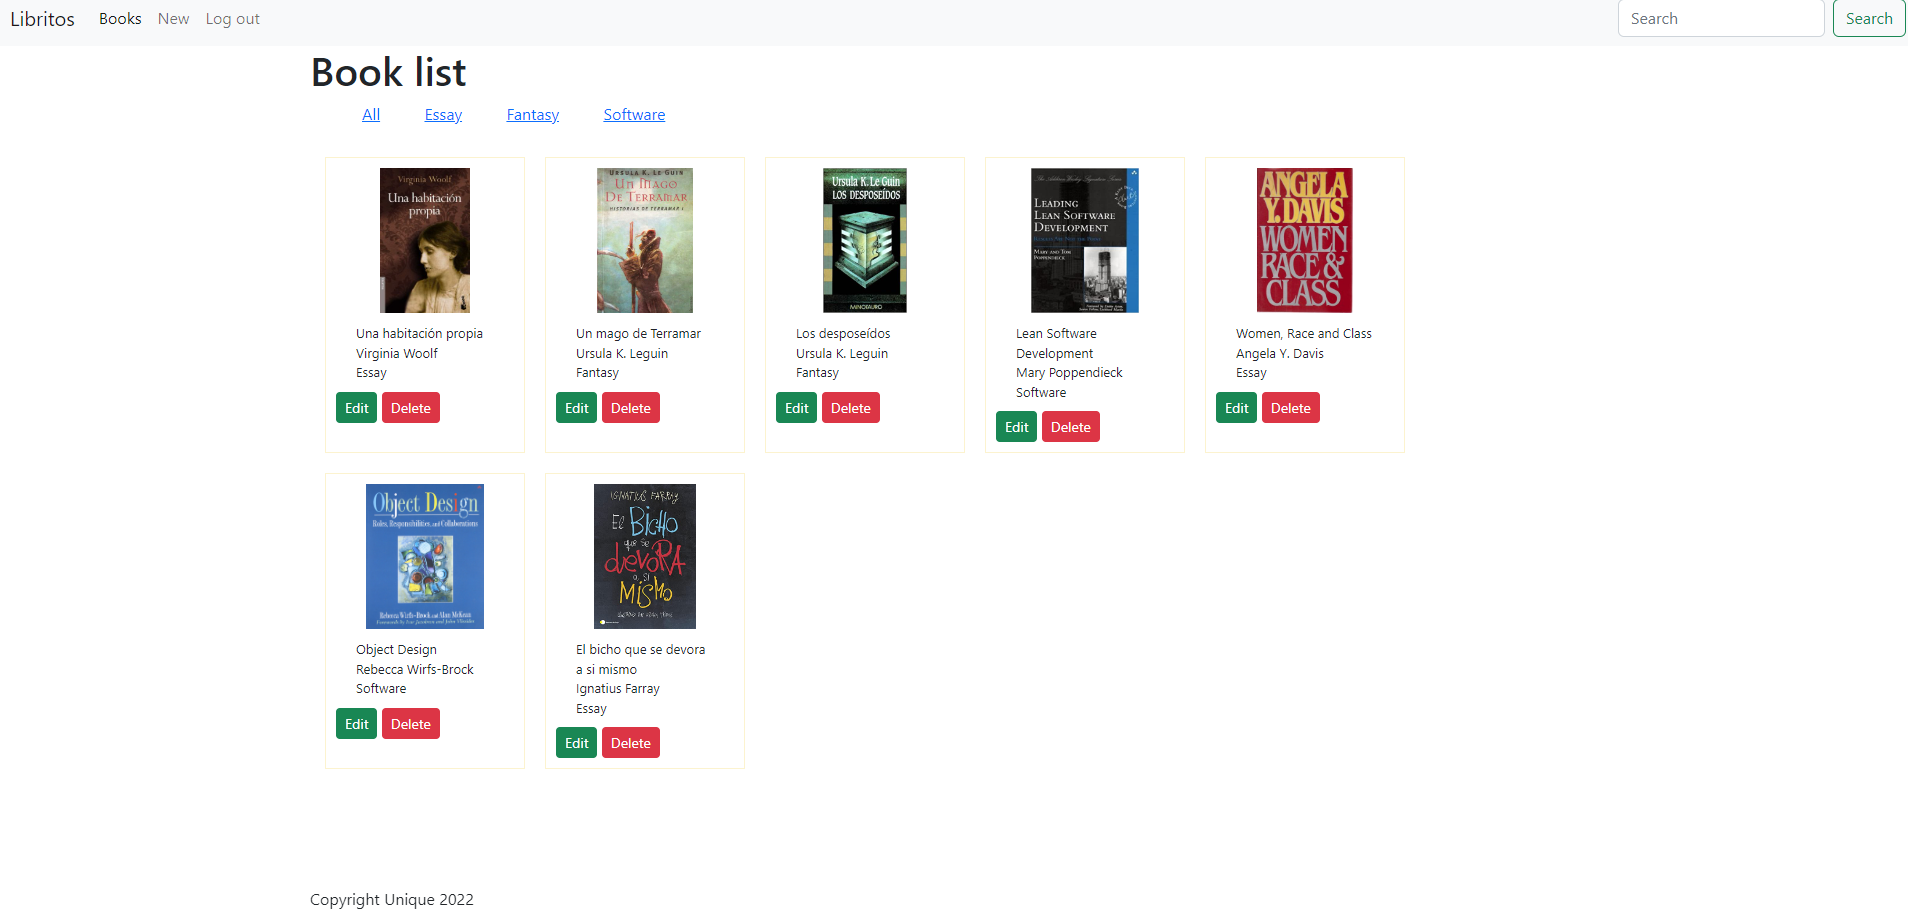 Libritos Books New Log out Search Search
Book list
All Essay Fantasy Software
Virginia Woolf
Una habitación
propia
Una habitación propia
Virginia Woolf
Essay
Edit Delete
URSULA K. LE GUIN
UN MAGO
DE TERRAMAR
HISTORIAS DE TERRAMAR I
Un mago de Terramar
Ursula K. Leguin
Fantasy
Edit Delete
Ursula K. Le Guin
LOS DESPOSEÍDOS
MINOTAURO
Los desposeídos
Ursula K. Leguin
Fantasy
Edit Delete
LEADING
LEAN SOFTWARE
DEVELOPMENT
MARY AND TOM
POPPENDIECK
Lean Software
Development
Mary Poppendieck
Software
Edit Delete
ANGELA
Y. DAVIS
WOMEN
RACE &
CLASS
Women, Race and Class
Angela Y. Davis
Essay
Edit Delete
Object Design
Roles, Responsibilities, and Collaborations
Rebecca Wirfs-Brock and Alan McKean
Object Design
Rebecca Wirfs-Brock
Software
Edit Delete
IGNATIUS FARRAY
El BiCHO
que se
devoRA
a sí
MiSMo
El bicho que se devora
a si mismo
Ignatius Farray
Essay
Edit Delete
Copyright Unique 2022